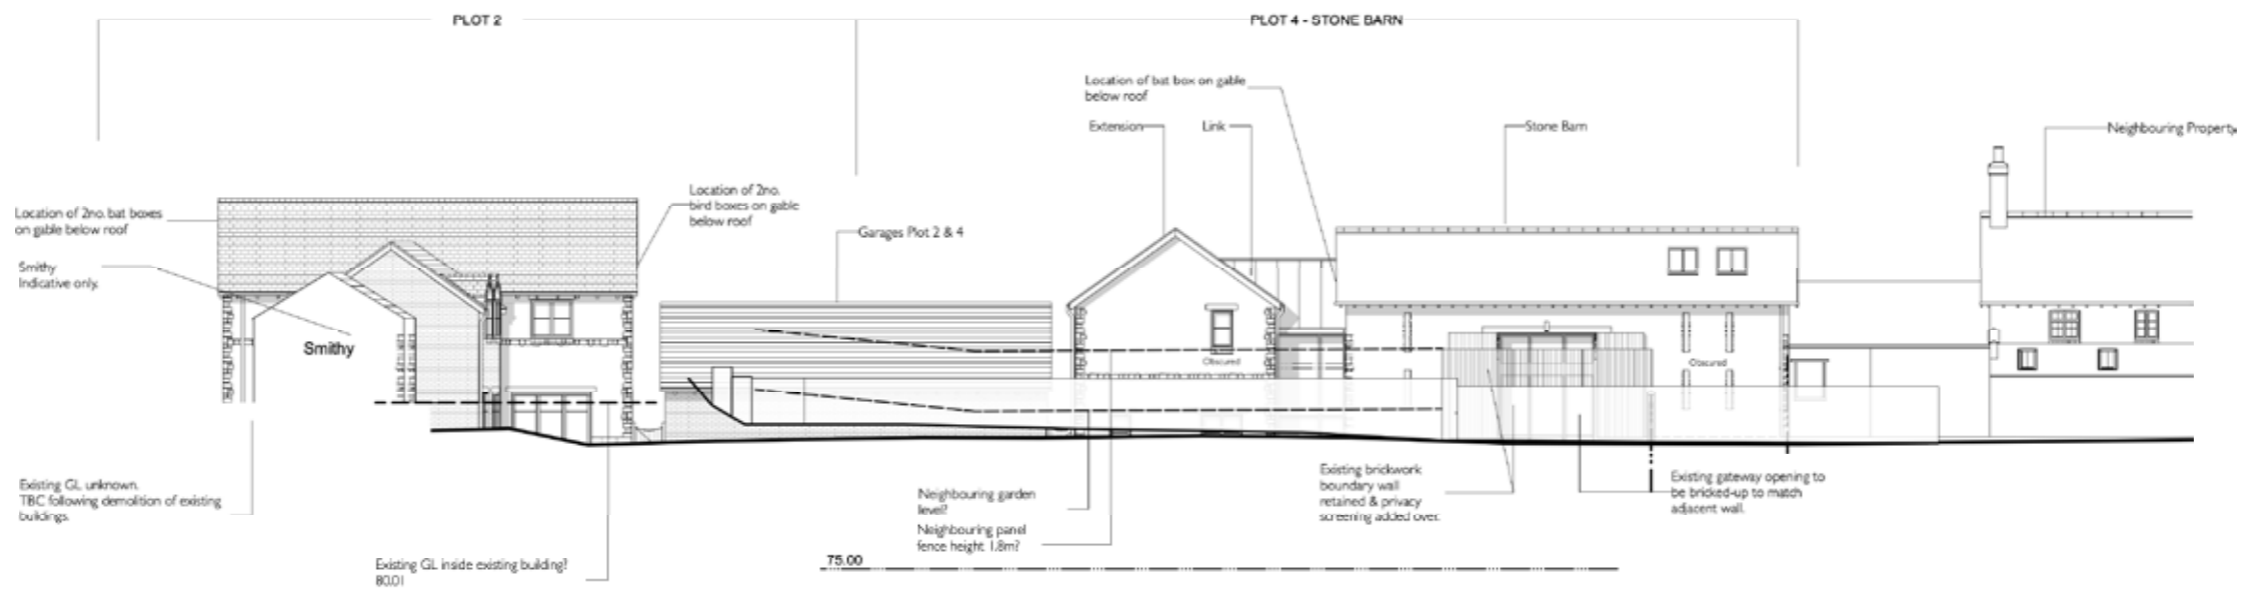 PLOT 2
PLOT 4 - STONE BARN
Location of bat box on gable
below roof
Extension
Link
Stone Barn
Neighbouring Property
Location of 2no. bat boxes
on gable below roof
Location of 2no.
bird boxes on gable
below roof
Garages Plot 2 & 4
Smithy
Indicative only.
Smithy
Obscured
Obscured
Existing GL unknown.
TBC following demolition of existing
buildings.
Existing GL inside existing building?
80.01
Neighbouring garden
level?
Neighbouring panel
fence height 1.8m?
75.00
Existing brickwork
boundary wall
retained & privacy
screening added over.
Existing gateway opening to
be bricked-up to match
adjacent wall.